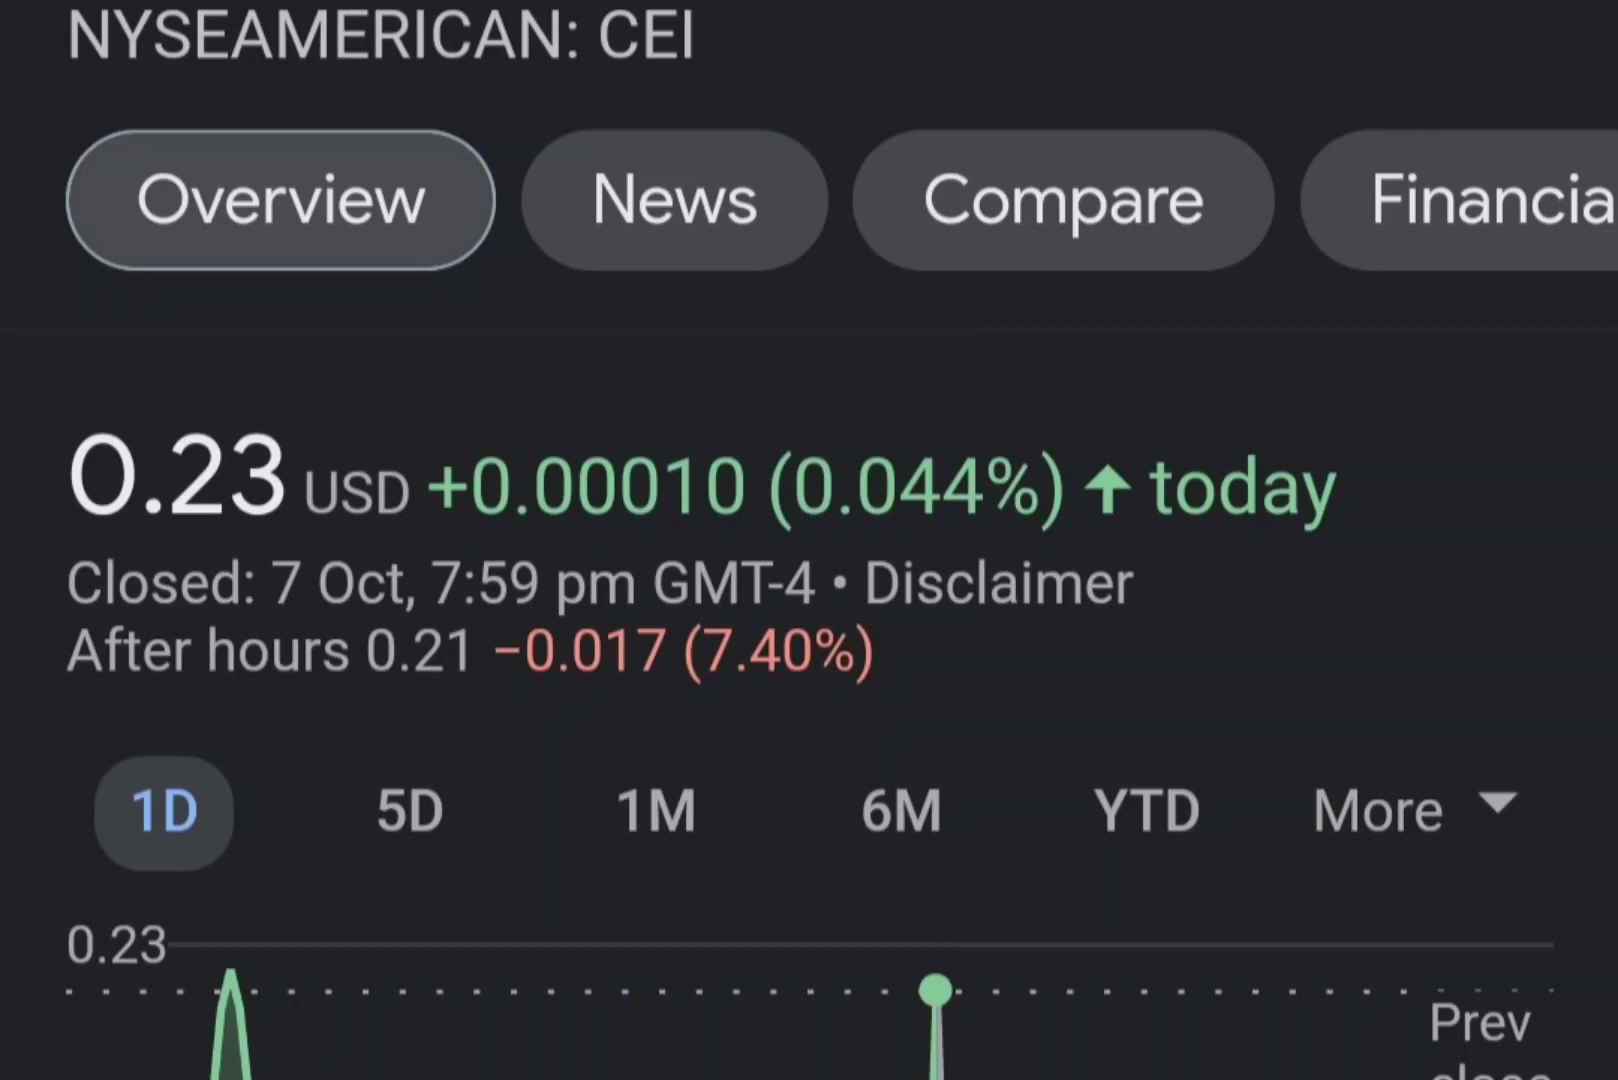 NYSEAMERICAN: CEI
Overview News Compare Financia
0.23 USD +0.00010 (0.044%) ↑ today
Closed: 7 Oct, 7:59 pm GMT-4 • Disclaimer
After hours 0.21 −0.017 (7.40%)
1D 5D 1M 6M YTD More
0.23
Prev